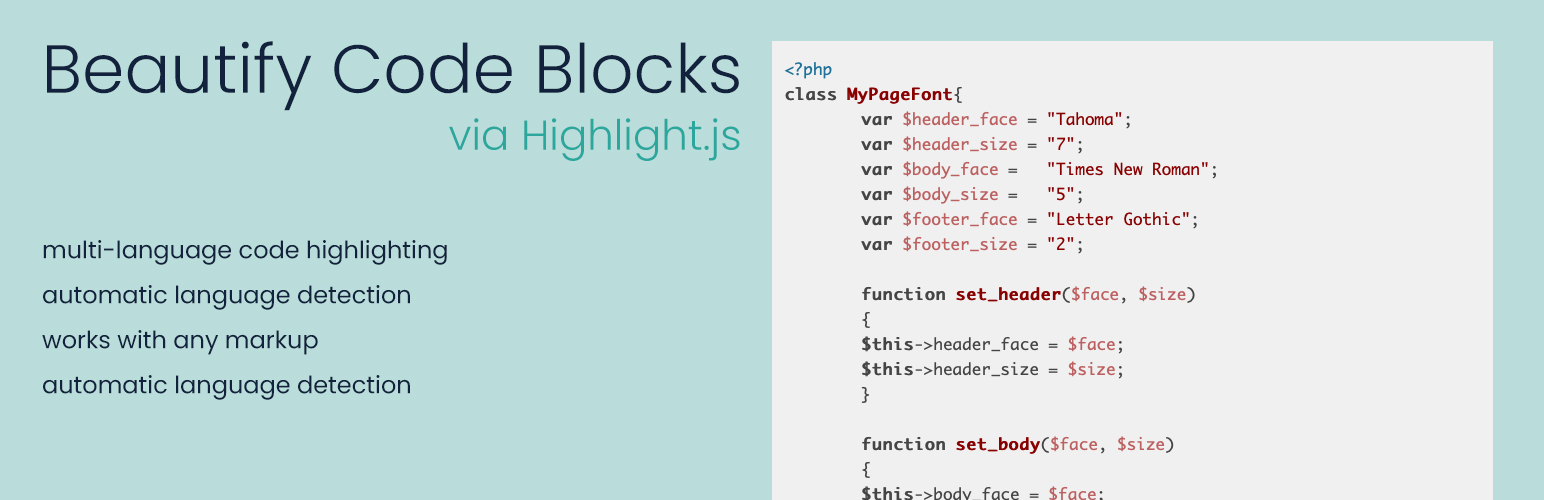 Beautify Code Blocks
via Highlight.js
multi-language code highlighting
automatic language detection
works with any markup
automatic language detection
<?php
class MyPageFont{
var $header_face = "Tahoma";
var $header_size = "7";
var $body_face =   "Times New Roman";
var $body_size =   "5";
var $footer_face = "Letter Gothic";
var $footer_size = "2";
function set_header($face, $size)
{
$this->header_face = $face;
$this->header_size = $size;
}
function set_body($face, $size)
{
$this->body_face = $face;